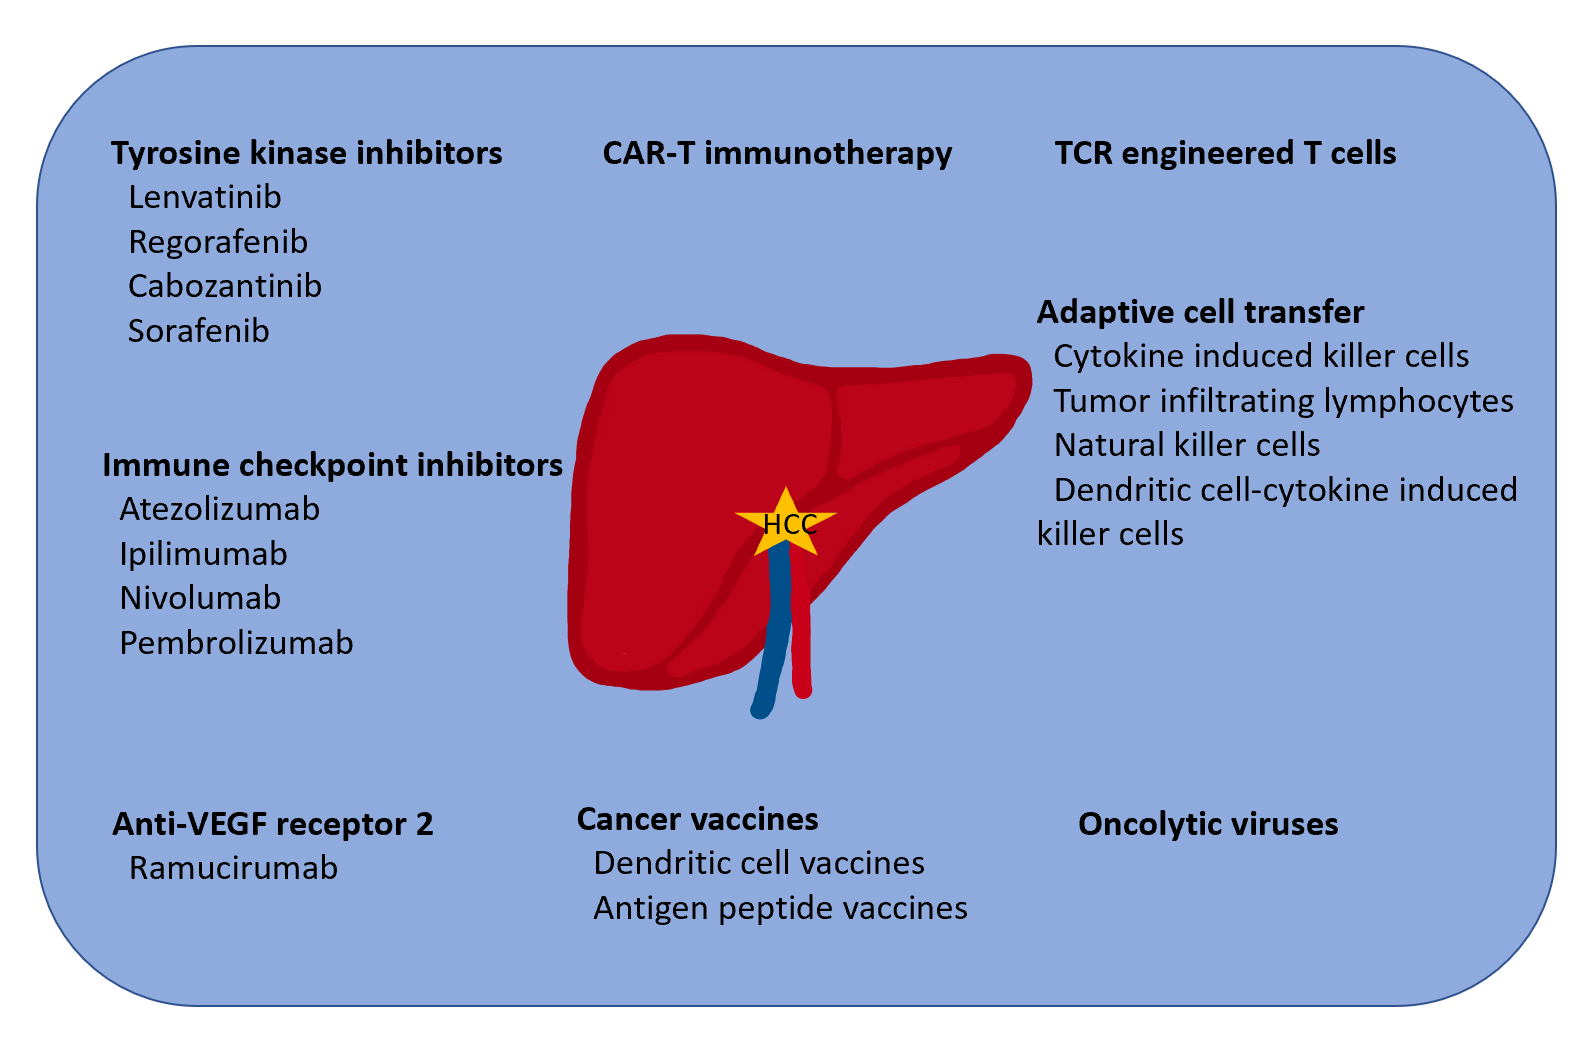 Tyrosine kinase inhibitors
Lenvatinib
Regorafenib
Cabozantinib
Sorafenib
CAR-T immunotherapy
TCR engineered T cells
Adaptive cell transfer
Cytokine induced killer cells
Tumor infiltrating lymphocytes
Natural killer cells
Dendritic cell-cytokine induced
killer cells
Immune checkpoint inhibitors
Atezolizumab
Ipilimumab
Nivolumab
Pembrolizumab
HCC
Anti-VEGF receptor 2
Ramucirumab
Cancer vaccines
Dendritic cell vaccines
Antigen peptide vaccines
Oncolytic viruses